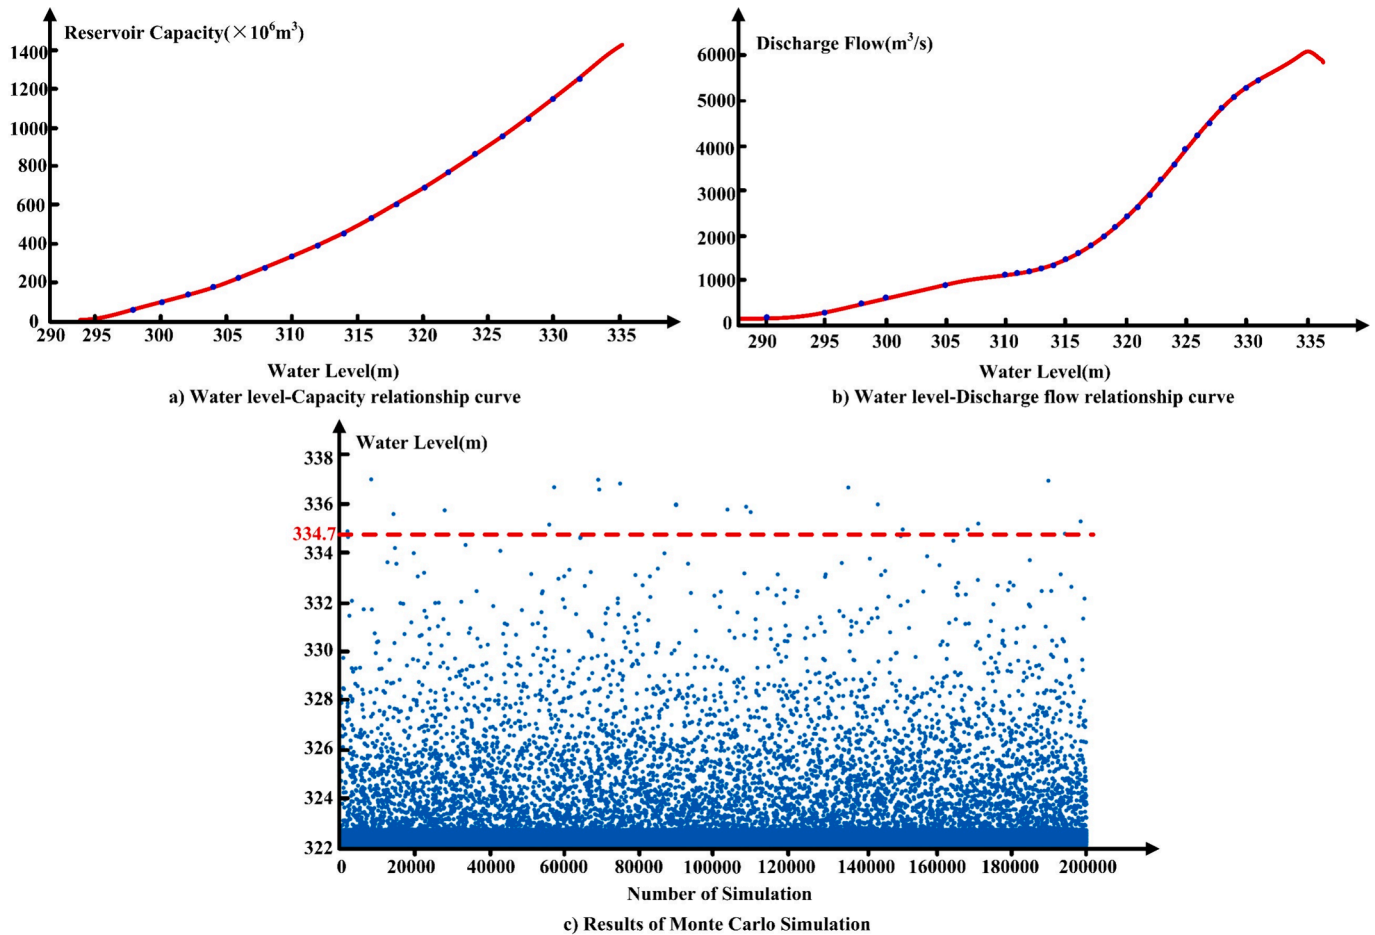 Reservoir Capacity(×10⁶m³)
1400
1200
1000
800
600
400
200
0
290 295 300 305 310 315 320 325 330 335
Water Level(m)
a) Water level-Capacity relationship curve
Discharge Flow(m³/s)
6000
5000
4000
3000
2000
1000
0
290 295 300 305 310 315 320 325 330 335
Water Level(m)
b) Water level-Discharge flow relationship curve
Water Level(m)
338
336
334.7
334
332
330
328
326
324
322
0 20000 40000 60000 80000 100000 120000 140000 160000 180000 200000
Number of Simulation
c) Results of Monte Carlo Simulation